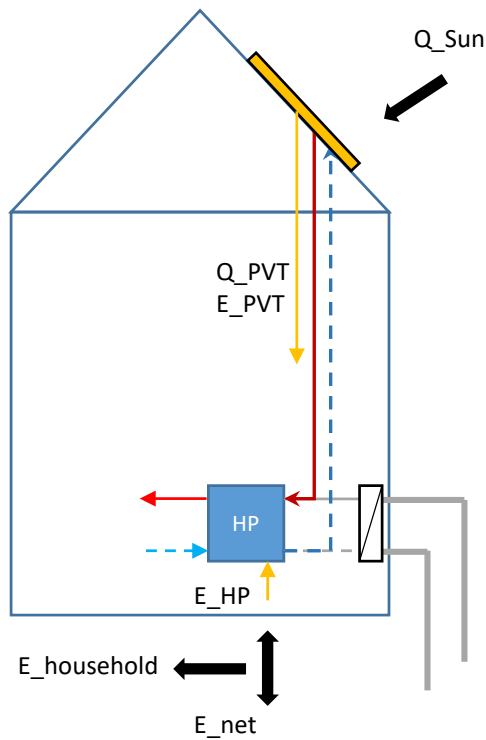 Q_Sun
Q_PVT
E_PVT
HP
E_HP
E_household
E_net